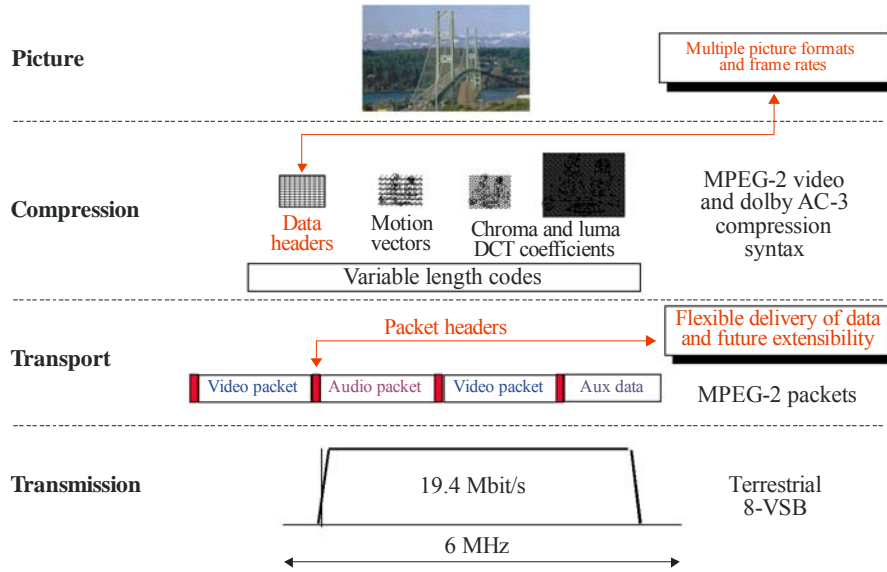 Picture
Multiple picture formats
and frame rates
Compression
Data
headers
Motion
vectors
Chroma and luma
DCT coefficients
MPEG-2 video
and dolby AC-3
compression
syntax
Variable length codes
Transport
Packet headers
Flexible delivery of data
and future extensibility
Video packet
Audio packet
Video packet
Aux data
MPEG-2 packets
Transmission
19.4 Mbit/s
Terrestrial
8-VSB
6 MHz